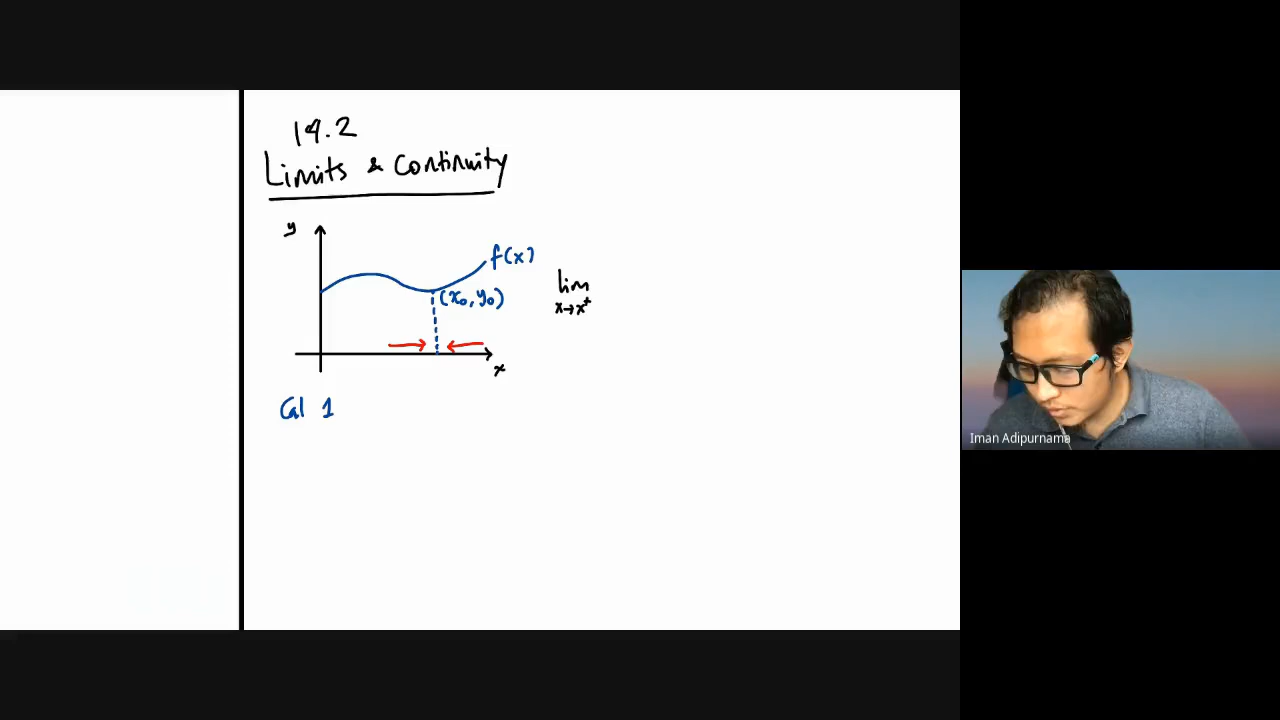 14.2
Limits & Continuity
y
f(x)
(x₀, y₀)
lim
x→x⁺
x
Cal 1
Iman Adipurnama